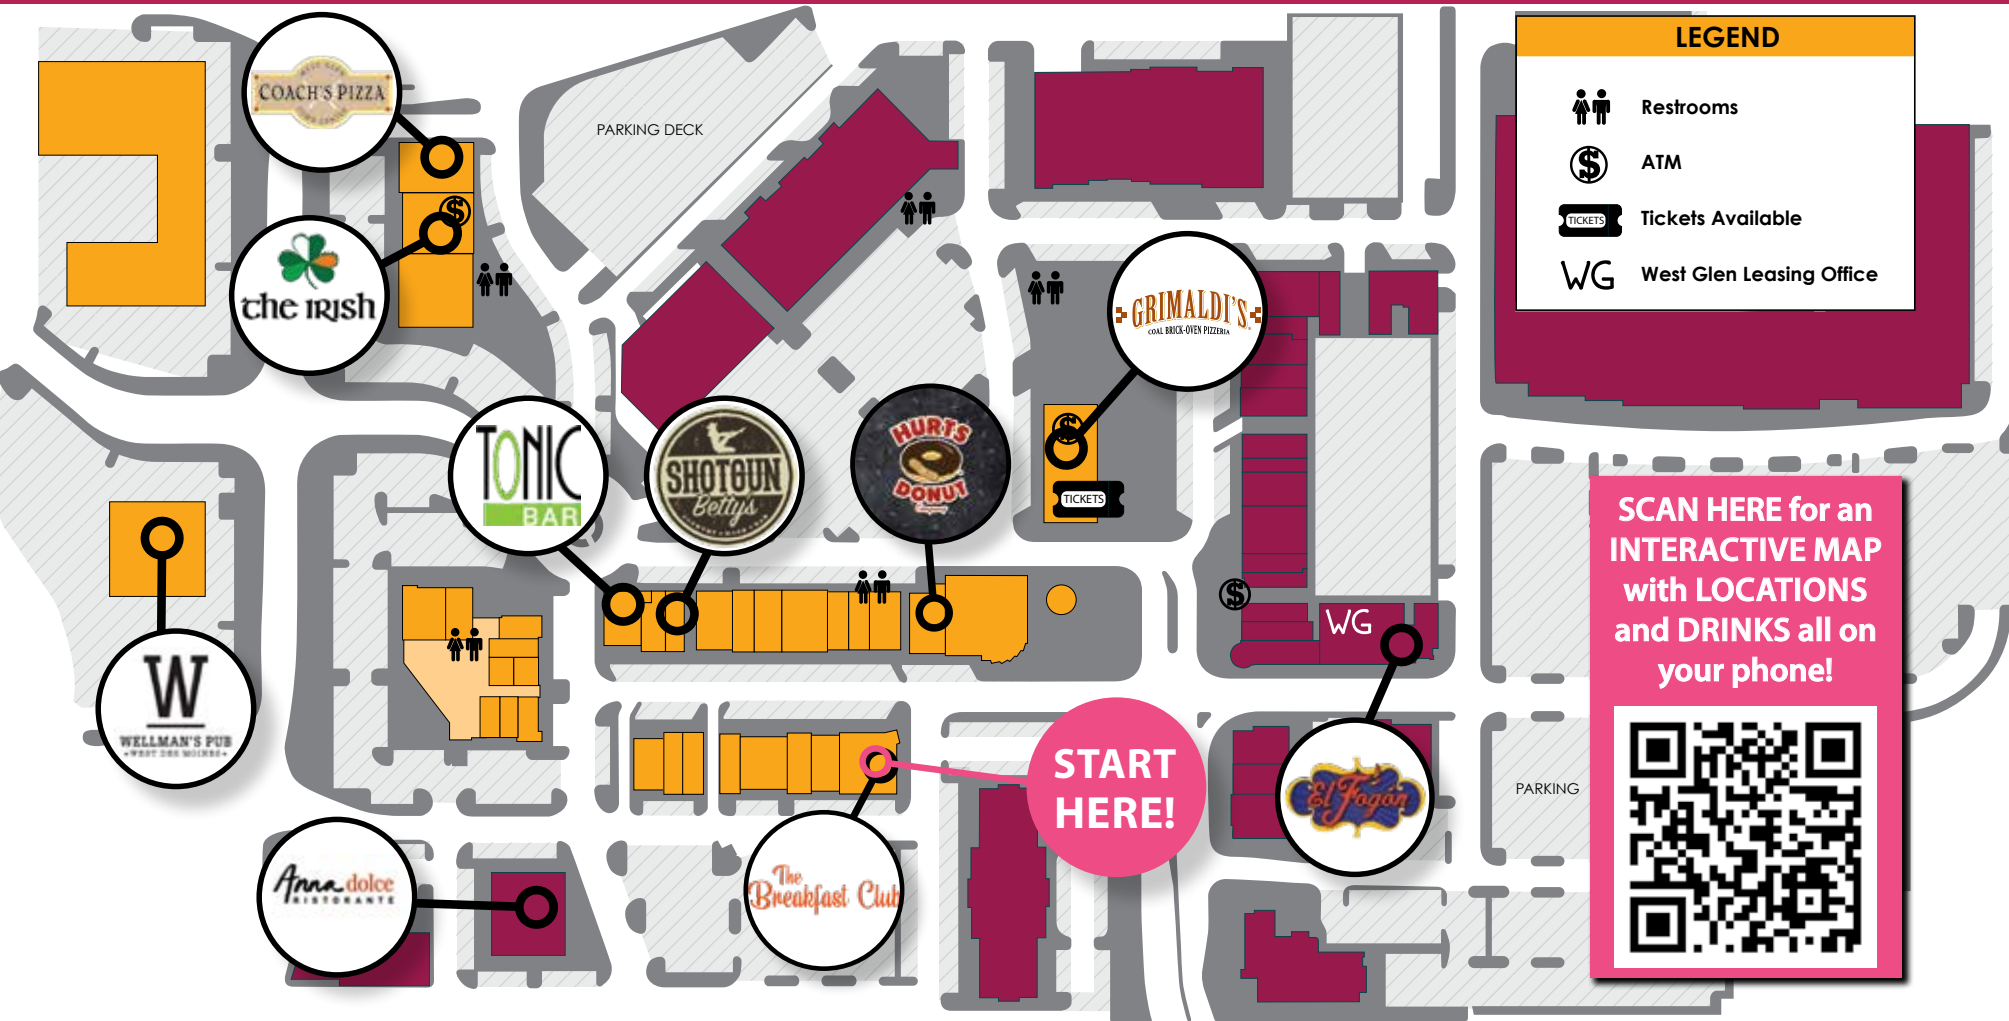 LEGEND
Restrooms
ATM
TICKETS
Tickets Available
WG
West Glen Leasing Office
COACH'S PIZZA
PARKING DECK
the IRISH
GRIMALDI'S
COAL BRICK-OVEN PIZZERIA
TONIC
BAR
SHOTGUN
Bettys
HURTS
DONUT
TICKETS
SCAN HERE for an
INTERACTIVE MAP
with LOCATIONS
and DRINKS all on
your phone!
WG
W
WELLMAN'S PUB
WEST DES MOINES
START
HERE!
El Fogón
PARKING
Anna dolce
RISTORANTE
The
Breakfast Club